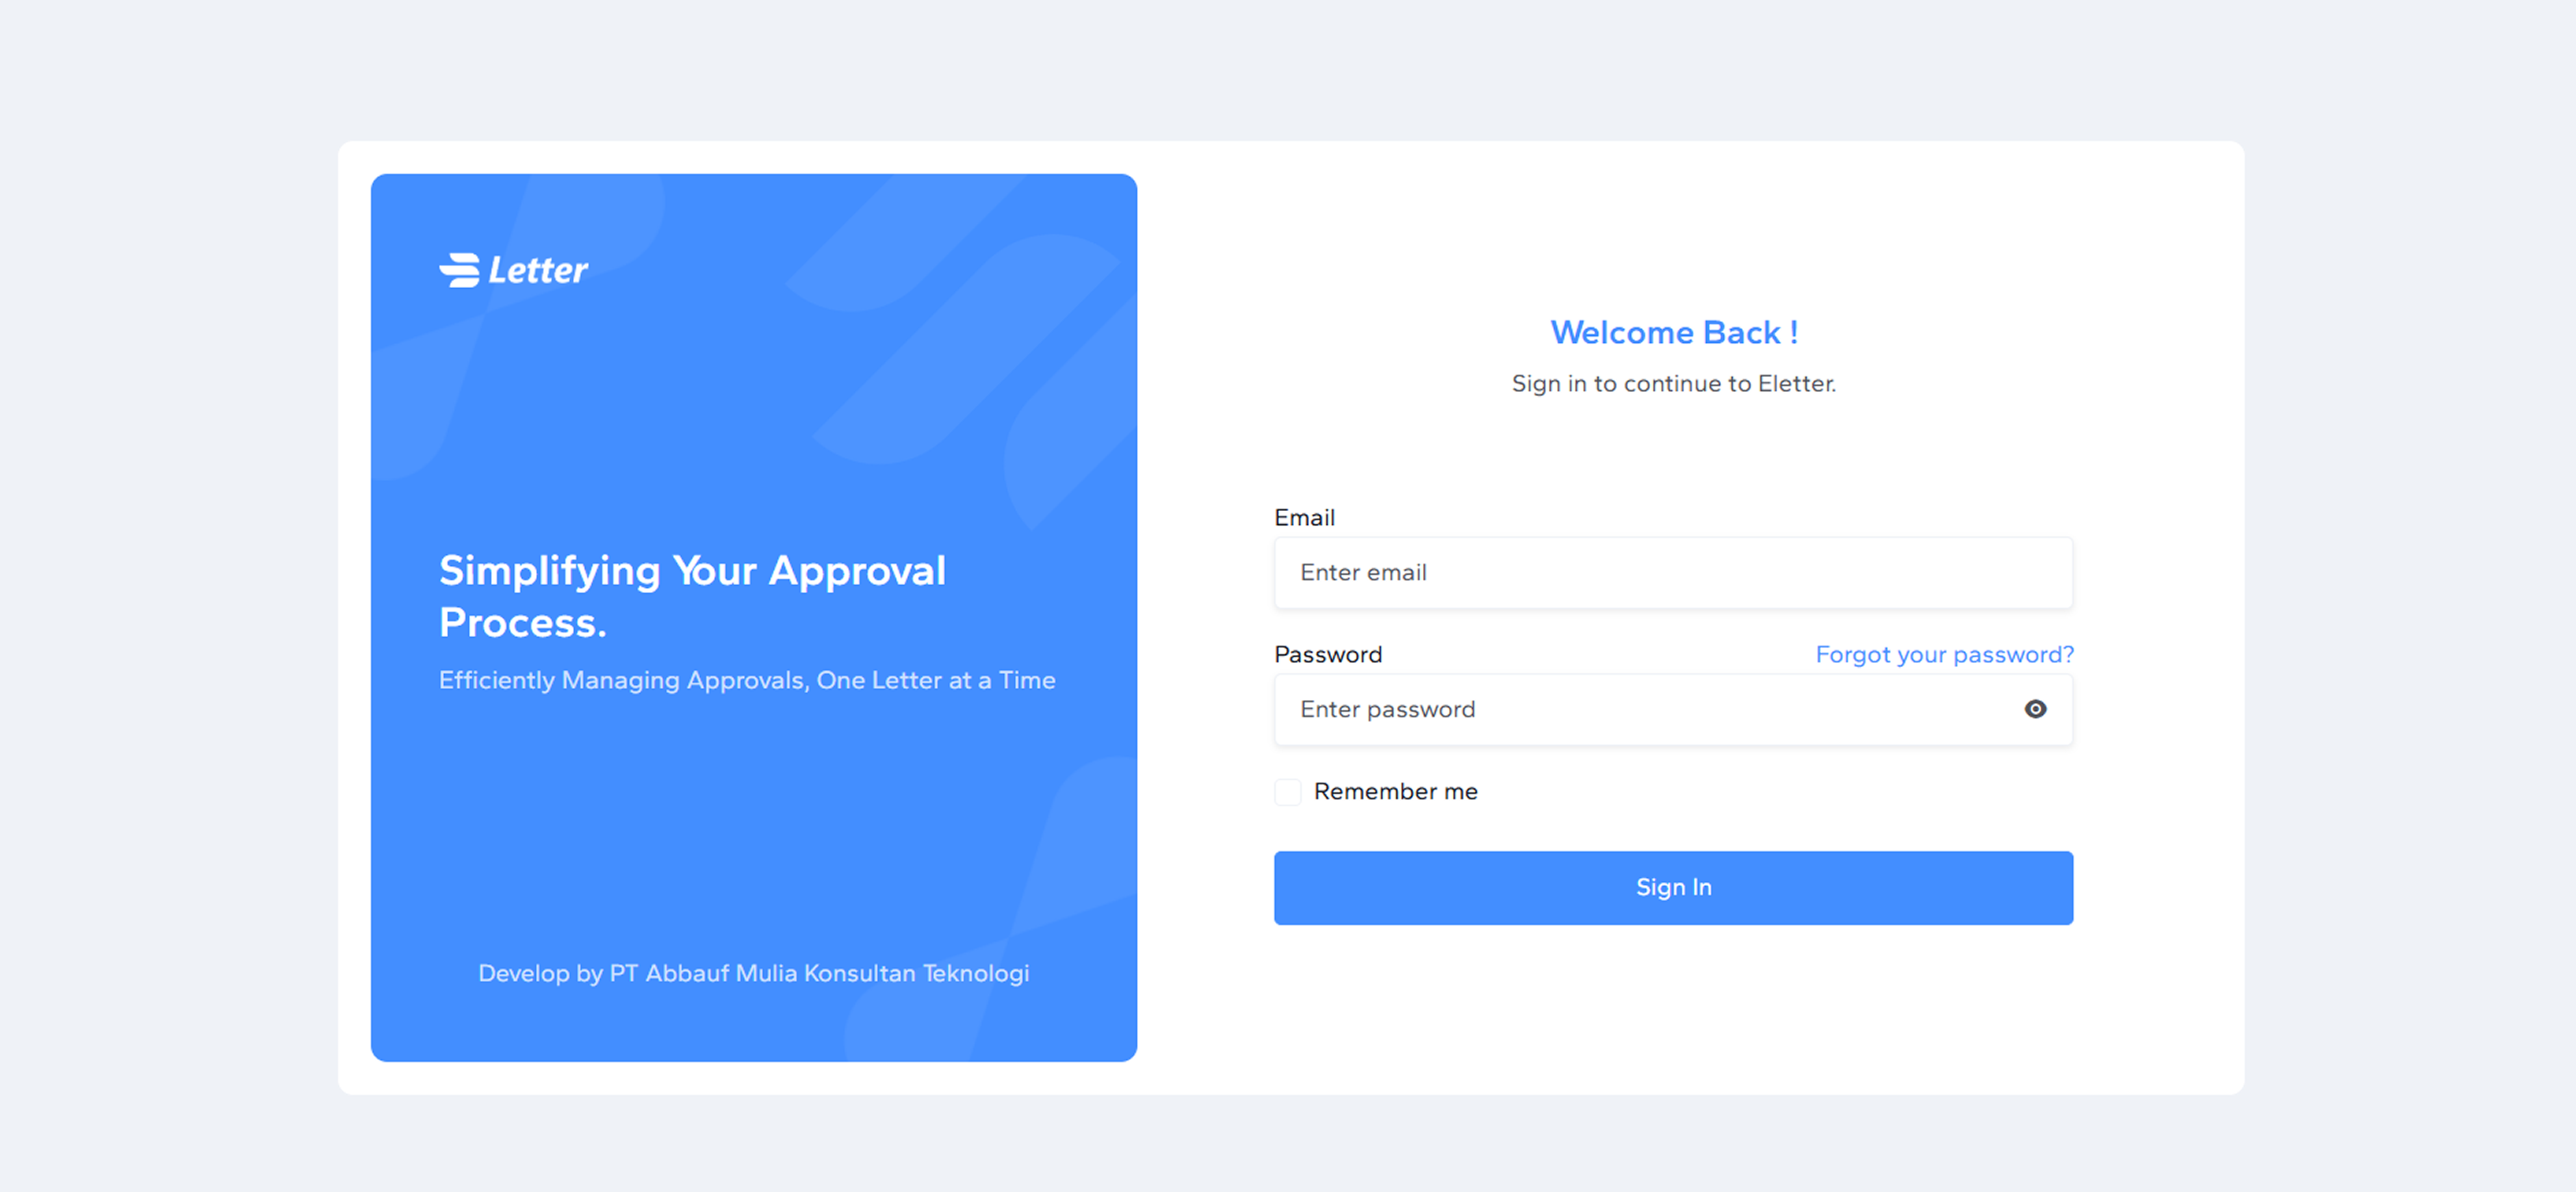 Letter
Simplifying Your Approval
Process.
Efficiently Managing Approvals, One Letter at a Time
Develop by PT Abbauf Mulia Konsultan Teknologi
Welcome Back !
Sign in to continue to Eletter.
Email
Enter email
Password
Forgot your password?
Enter password
Remember me
Sign In